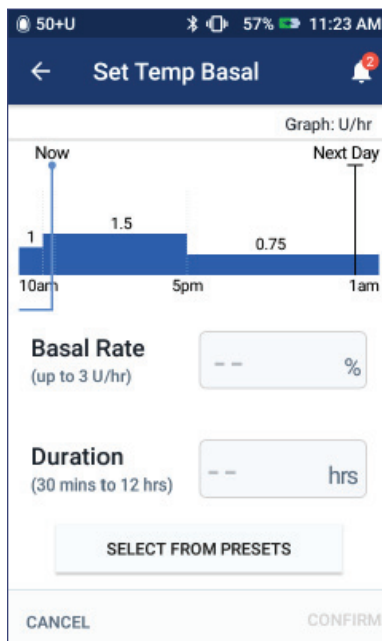 50+U 57% 11:23 AM
Set Temp Basal 2
Graph: U/hr
Now Next Day
1 1.5 0.75
10am 5pm 1am
Basal Rate -- %
(up to 3 U/hr)
Duration -- hrs
(30 mins to 12 hrs)
SELECT FROM PRESETS
CANCEL CONFIRM